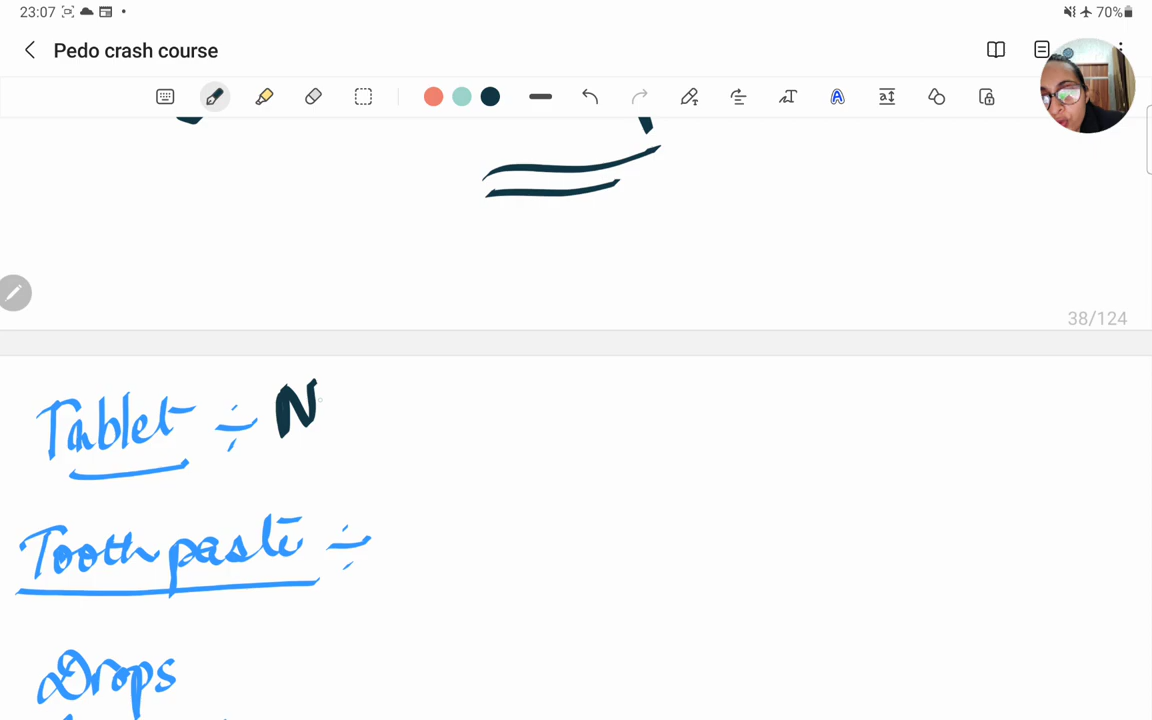 23:07 70%
Pedo crash course
38/124
Tablet ÷ N
Toothpaste ÷
Drops